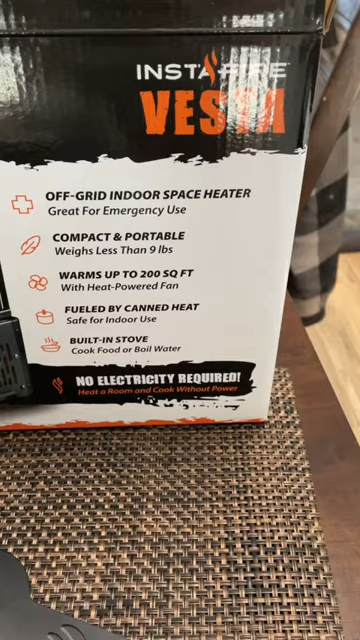 INSTAFIRE
VESTA
OFF-GRID INDOOR SPACE HEATER
Great For Emergency Use
COMPACT & PORTABLE
Weighs Less Than 9 lbs
WARMS UP TO 200 SQ FT
With Heat-Powered Fan
FUELED BY CANNED HEAT
Safe for Indoor Use
BUILT-IN STOVE
Cook Food or Boil Water
NO ELECTRICITY REQUIRED!
Heat a Room and Cook Without Power